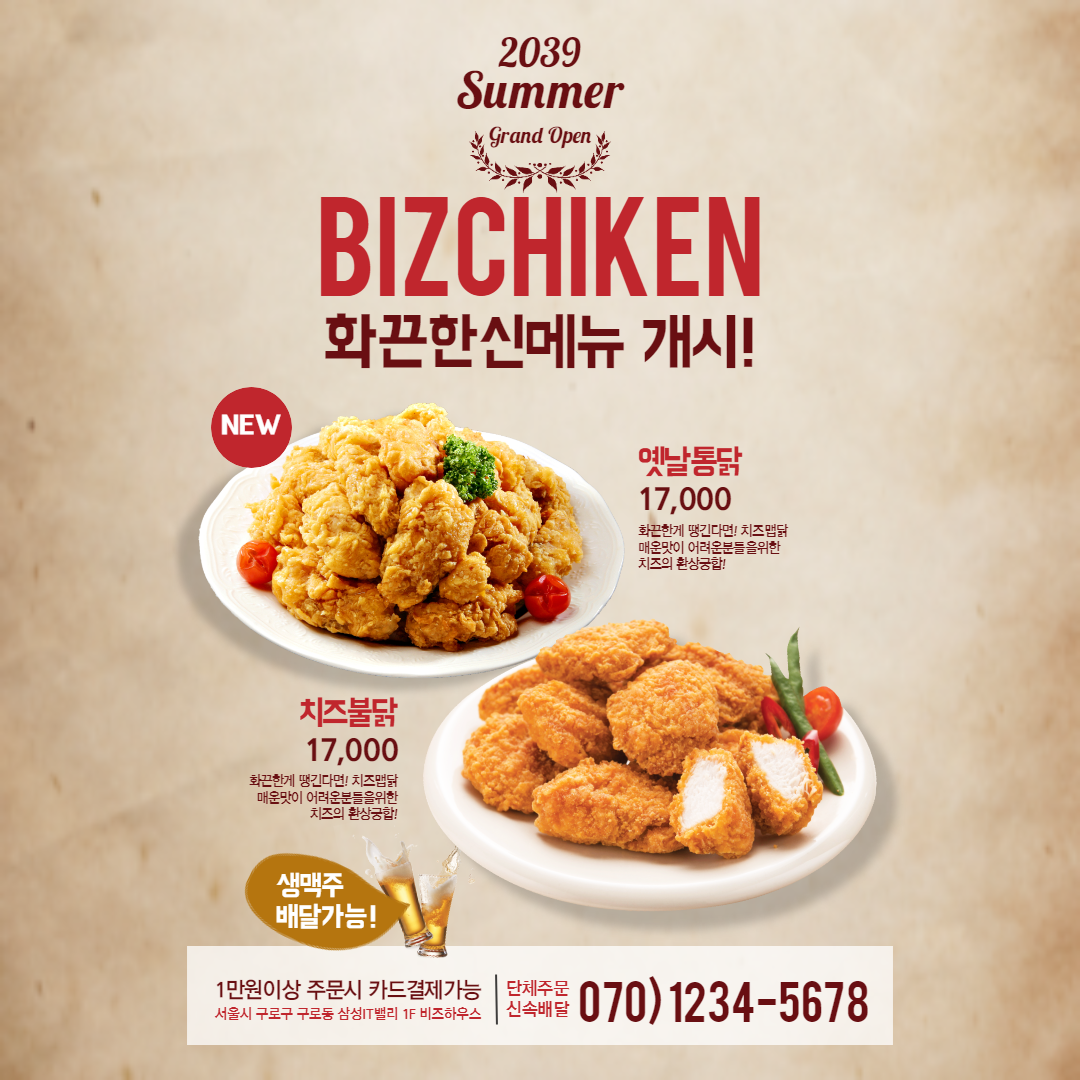 2039
Summer
Grand Open
BIZCHIKEN
화끈한신메뉴 개시!
NEW
옛날통닭
17,000
화끈한게 땡긴다면! 치즈맵닭
매운맛이 어려운분들을위한
치즈의 환상궁합!
치즈불닭
17,000
화끈한게 땡긴다면! 치즈맵닭
매운맛이 어려운분들을위한
치즈의 환상궁합!
생맥주
배달가능!
1만원이상 주문시 카드결제가능
서울시 구로구 구로동 삼성IT밸리 1F 비즈하우스
단체주문
신속배달
070)1234-5678